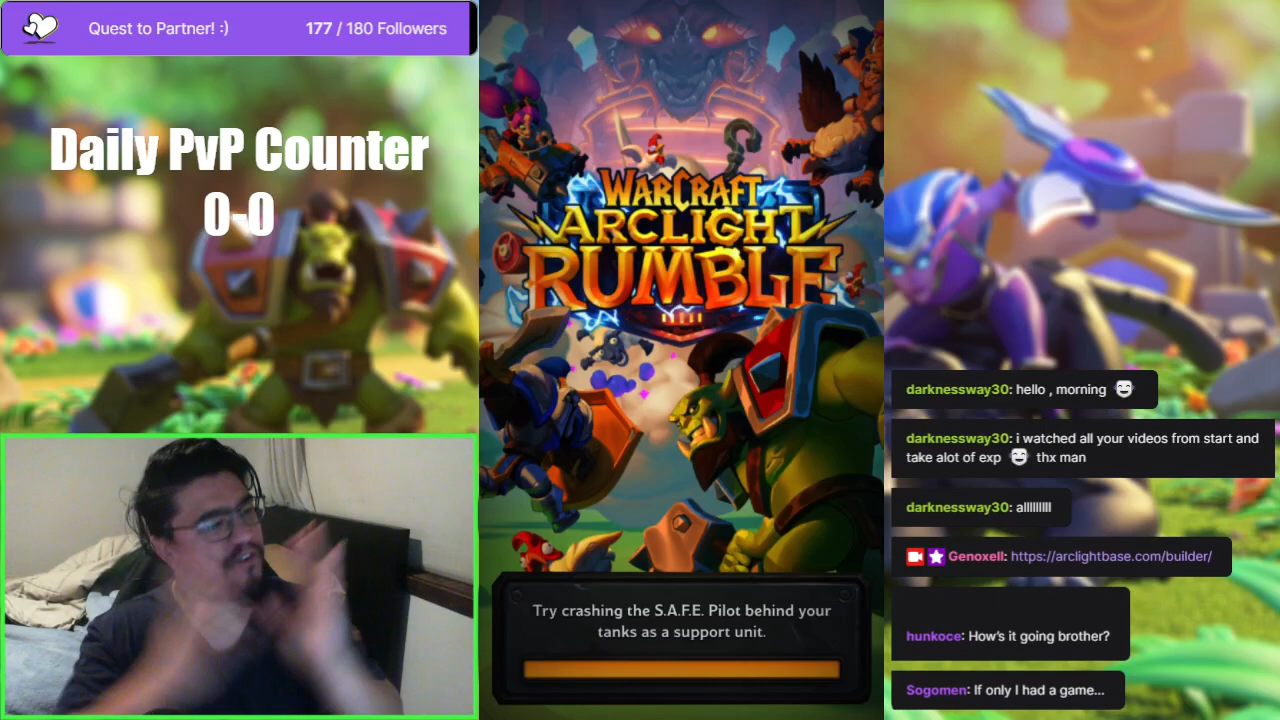 Quest to Partner! :)
177 / 180 Followers
Daily PvP Counter
0-0
WARCRAFT
ARCLIGHT
RUMBLE
Try crashing the S.A.F.E. Pilot behind your
tanks as a support unit.
darknessway30: hello , morning
darknessway30: i watched all your videos from start and
take alot of exp thx man
darknessway30: alllllllll
Genoxell: https://arclightbase.com/builder/
hunkoce: How's it going brother?
Sogomen: If only I had a game...